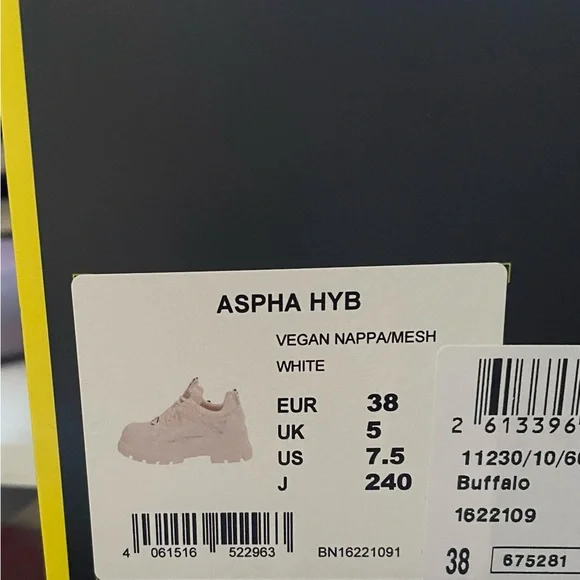 ASPHA HYB
VEGAN NAPPA/MESH
WHITE
EUR 38
UK 5
US 7.5
J 240
4 061516 522963
BN16221091
2 613396
11230/10/6
Buffalo
1622109
38 675281